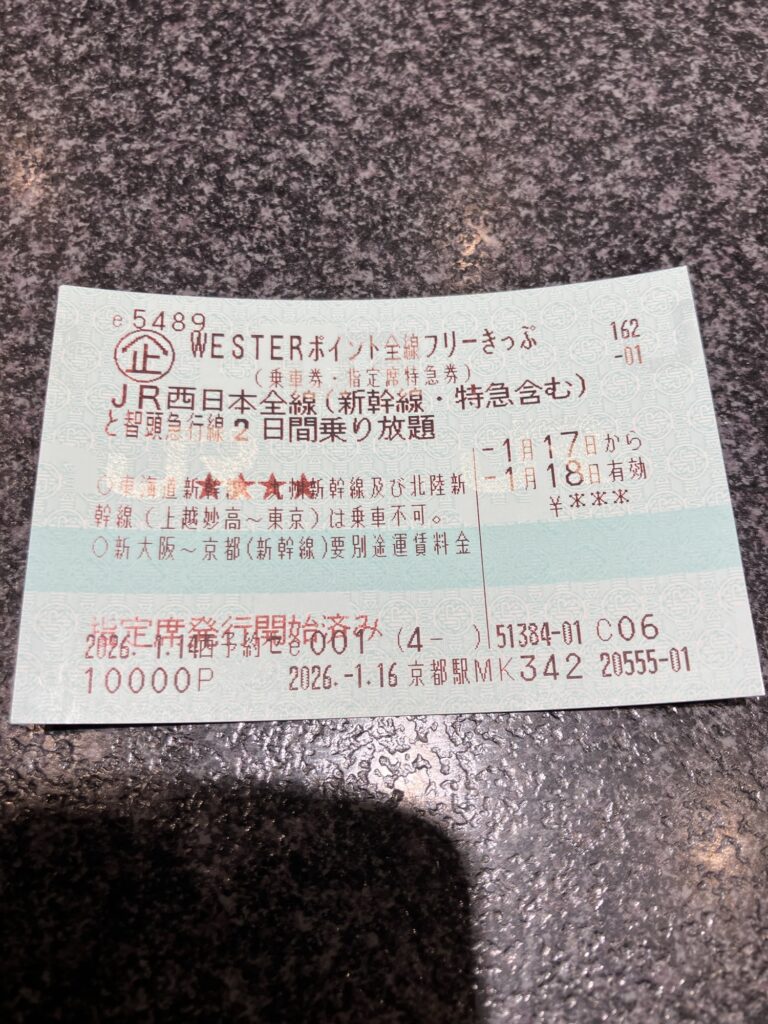 e5489
企 WESTERポイント全線フリーきっぷ 162
(乗車券・指定席特急券) -01
JR西日本全線(新幹線・特急含む)
と智頭急行線2日間乗り放題
-1月17日から
-1月18日有効
¥***
○東海道新幹線 ★★★★ 新幹線及び北陸新
幹線(上越妙高~東京)は乗車不可。
○新大阪~京都(新幹線)要別途運賃料金
指定席発行開始済み
2026.-1.14西予約セe001 (4- )51384-01 C06
10000P 2026.-1.16 京都駅MK342 20555-01